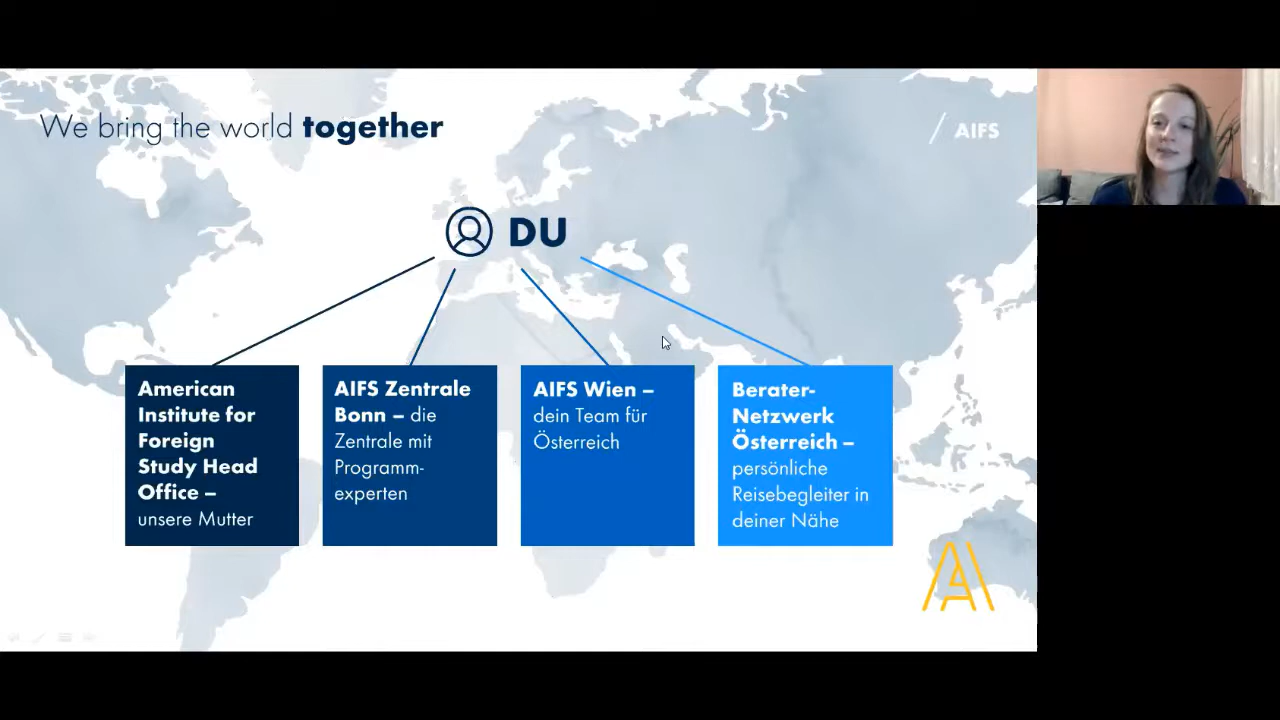 We bring the world together
/ AIFS
DU
American
Institute for
Foreign
Study Head
Office –
unsere Mutter
AIFS Zentrale
Bonn – die
Zentrale mit
Programm-
experten
AIFS Wien –
dein Team für
Österreich
Berater-
Netzwerk
Österreich –
persönliche
Reisebegleiter in
deiner Nähe